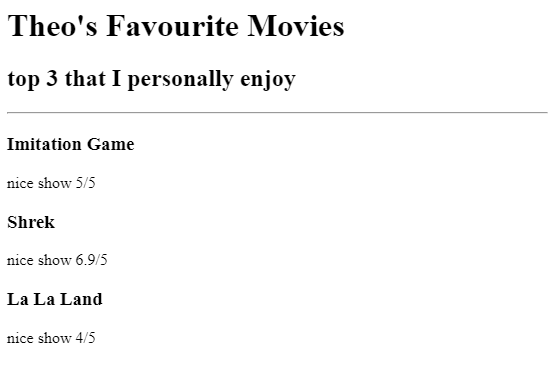 Theo's Favourite Movies
top 3 that I personally enjoy
Imitation Game
nice show 5/5
Shrek
nice show 6.9/5
La La Land
nice show 4/5